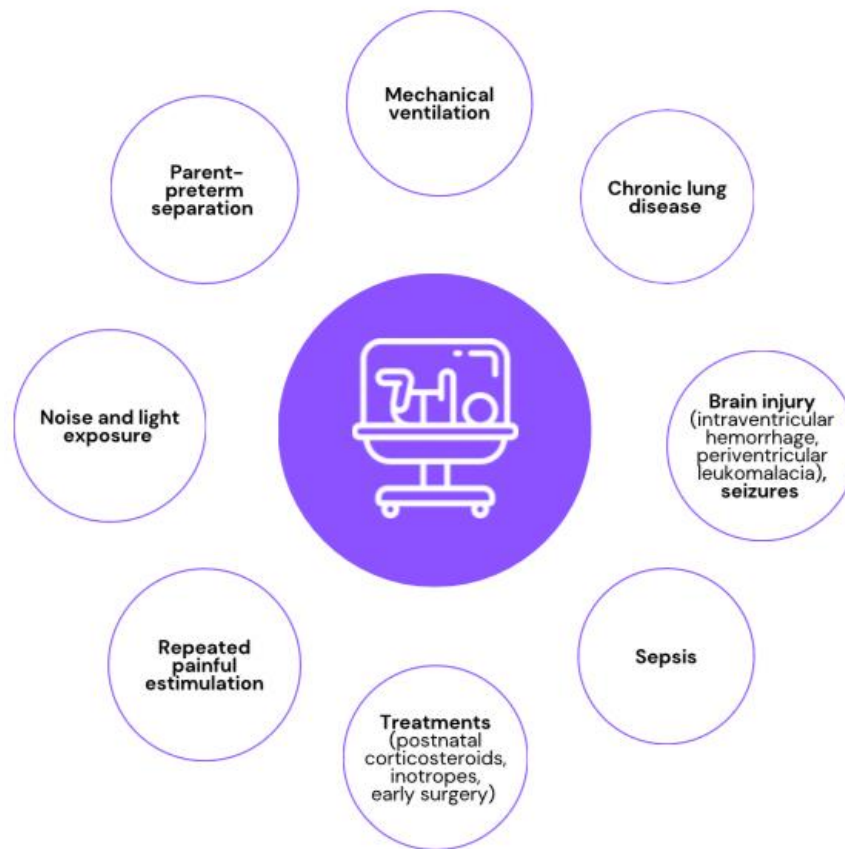 Mechanical
ventilation
Chronic lung
disease
Brain injury
(intraventricular
hemorrhage,
periventricular
leukomalacia),
seizures
Sepsis
Treatments
(postnatal
corticosteroids,
inotropes,
early surgery)
Repeated
painful
estimulation
Noise and light
exposure
Parent-
preterm
separation